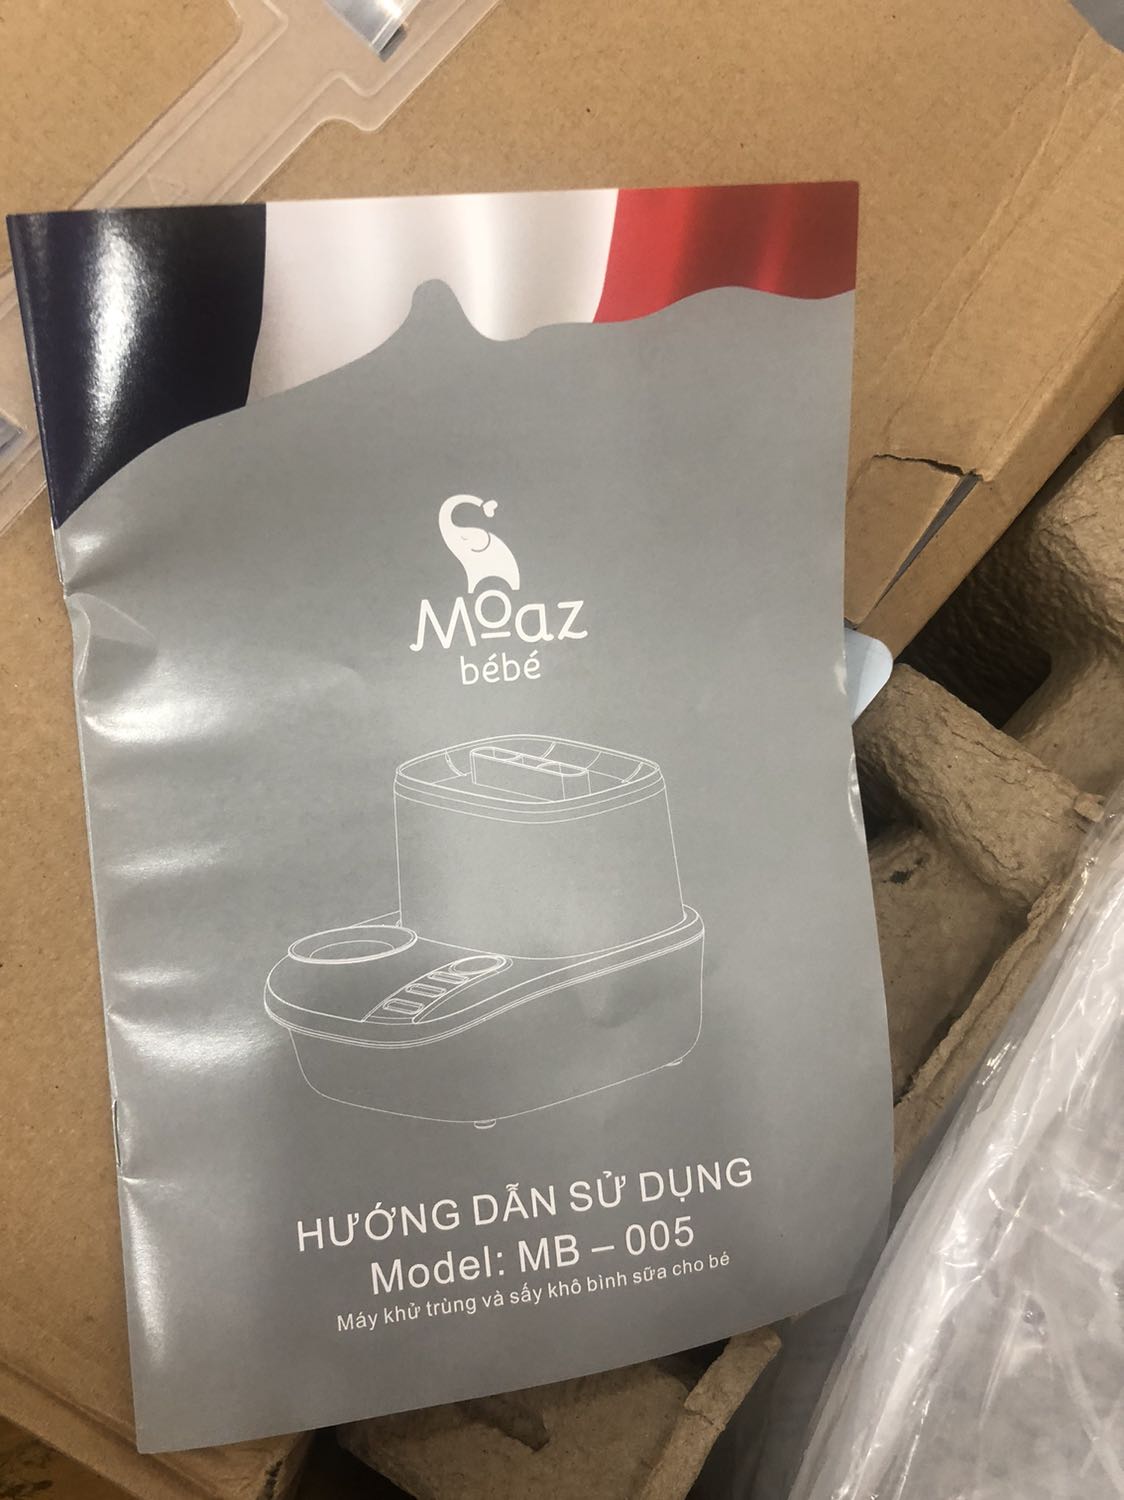 Moaz
bébé
HƯỚNG DẪN SỬ DỤNG
Model: MB – 005
Máy khử trùng và sấy khô bình sữa cho bé